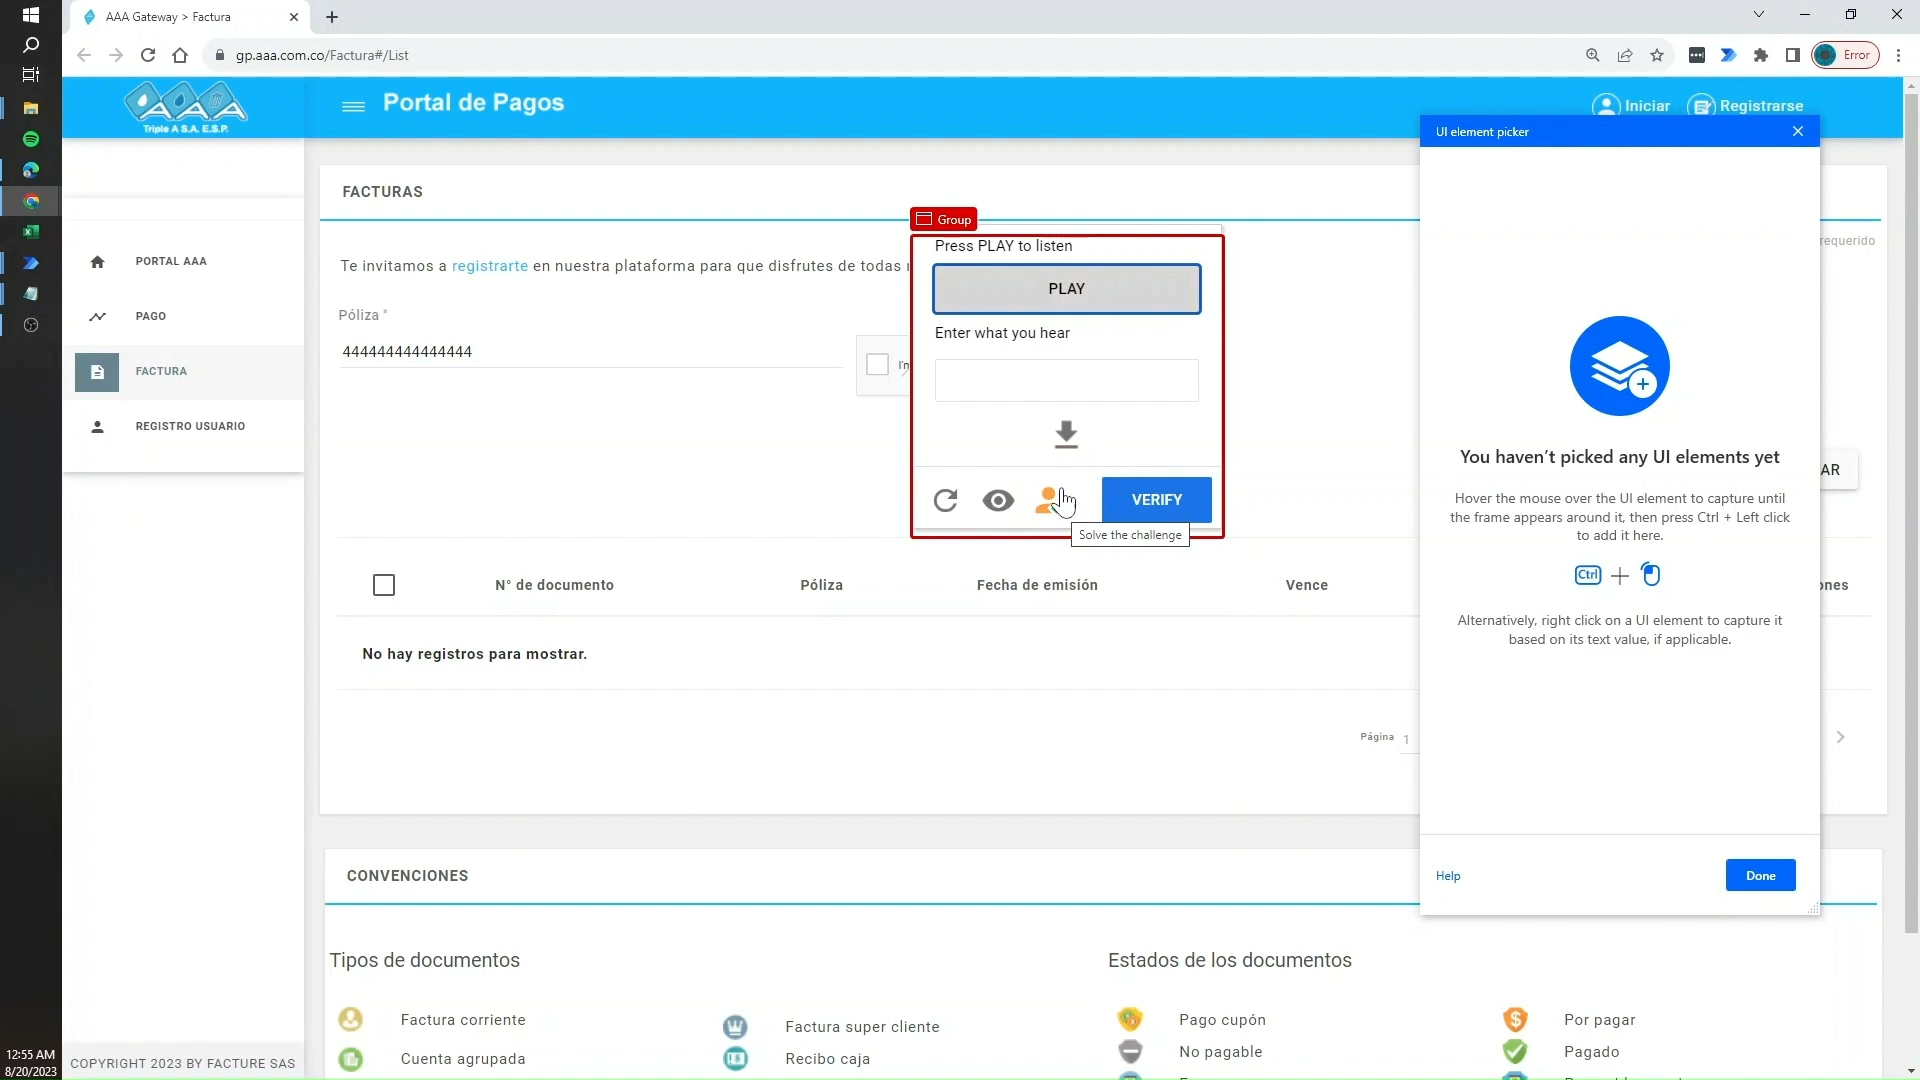 AAA Gateway > Factura
gp.aaa.com.co/Factura#/List
Error
Triple A S.A. E.S.P.
Portal de Pagos
Iniciar
Registrarse
UI element picker
FACTURAS
Group
Press PLAY to listen
requerido
PORTAL AAA
Te invitamos a registrarte en nuestra plataforma para que disfrutes de todas
PLAY
PAGO
Póliza *
Enter what you hear
444444444444444
I'm
FACTURA
REGISTRO USUARIO
You haven't picked any UI elements yet
AR
Hover the mouse over the UI element to capture until
the frame appears around it, then press Ctrl + Left click
to add it here.
VERIFY
Solve the challenge
Ctrl
N° de documento
Póliza
Fecha de emisión
Vence
ones
Alternatively, right click on a UI element to capture it
based on its text value, if applicable.
No hay registros para mostrar.
Página
1
CONVENCIONES
Help
Done
Tipos de documentos
Estados de los documentos
Factura corriente
Factura super cliente
Pago cupón
Por pagar
Cuenta agrupada
Recibo caja
No pagable
Pagado
12:55 AM
8/20/2023
COPYRIGHT 2023 BY FACTURE SAS